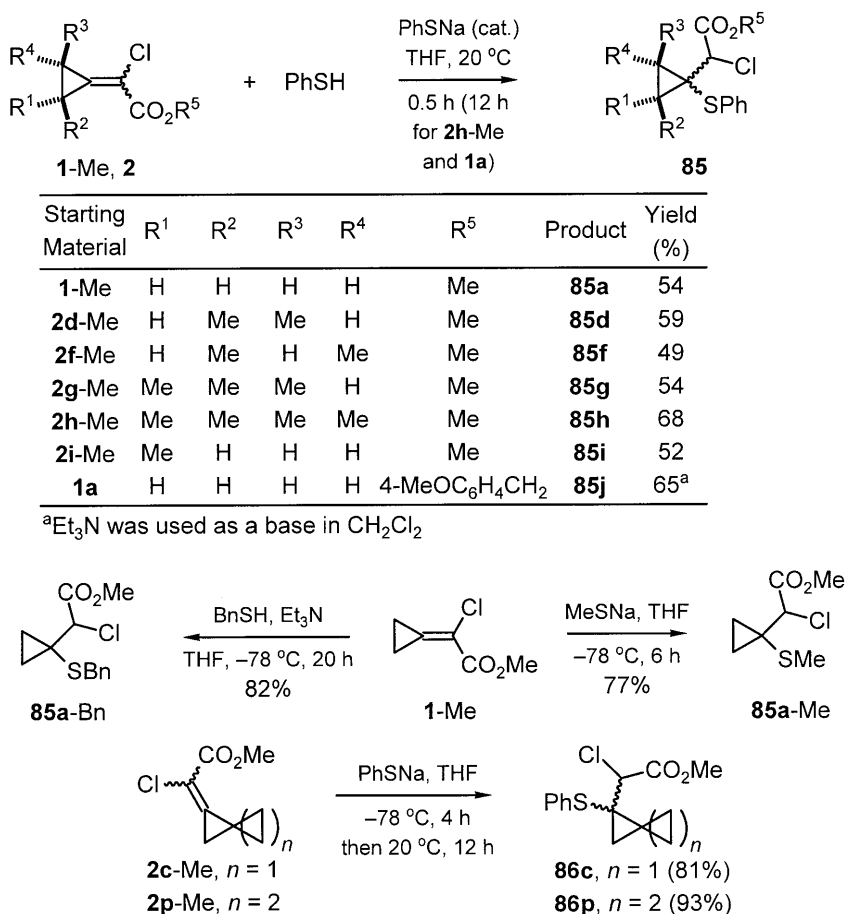 R³
R⁴
Cl
R¹
CO₂R⁵
R²
1-Me, 2
+ PhSH
PhSNa (cat.)
THF, 20 °C
0.5 h (12 h
for 2h-Me
and 1a)
CO₂R⁵
R³
R⁴
Cl
R¹
SPh
R²
85
Starting Material R¹ R² R³ R⁴ R⁵ Product Yield (%)
1-Me H H H H Me 85a 54
2d-Me H Me Me H Me 85d 59
2f-Me H Me H Me Me 85f 49
2g-Me Me Me Me H Me 85g 54
2h-Me Me Me Me Me Me 85h 68
2i-Me Me H H H Me 85i 52
1a H H H H 4-MeOC₆H₄CH₂ 85j 65ᵃ
ᵃEt₃N was used as a base in CH₂Cl₂
CO₂Me
Cl
SBn
85a-Bn
BnSH, Et₃N
THF, –78 °C, 20 h
82%
Cl
CO₂Me
1-Me
MeSNa, THF
–78 °C, 6 h
77%
CO₂Me
Cl
SMe
85a-Me
CO₂Me
Cl
( )n
2c-Me, n = 1
2p-Me, n = 2
PhSNa, THF
–78 °C, 4 h
then 20 °C, 12 h
Cl
CO₂Me
PhS
( )n
86c, n = 1 (81%)
86p, n = 2 (93%)